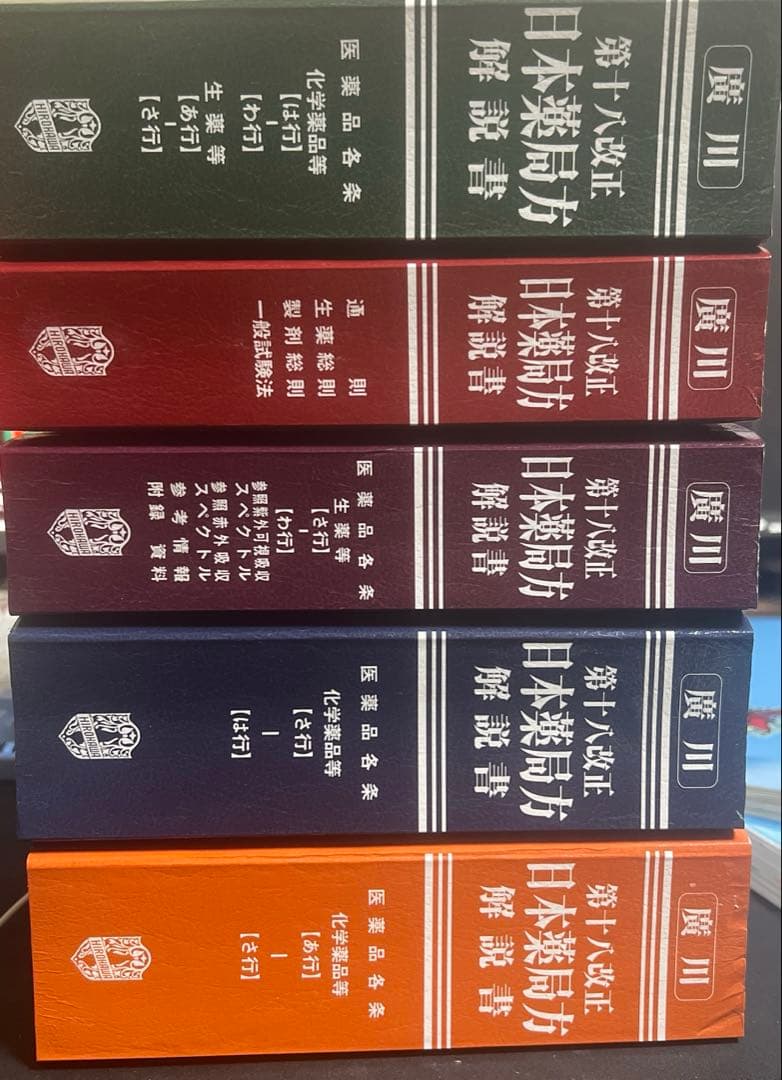 廣川
第十八改正
日本薬局方
解説書
医薬品各条
化学薬品等
【は行】
|
【わ行】
生薬等
【あ行】
|
【さ行】
HIROKAWA
廣川
第十八改正
日本薬局方
解説書
通則
生薬総則
製剤総則
一般試験法
HIROKAWA
廣川
第十八改正
日本薬局方
解説書
医薬品各条
生薬等
【さ行】
|
【わ行】
参照紫外可視吸収
スペクトル
参照赤外吸収
スペクトル
参考情報
附録 資料
HIROKAWA
廣川
第十八改正
日本薬局方
解説書
医薬品各条
化学薬品等
【さ行】
|
【は行】
HIROKAWA
廣川
第十八改正
日本薬局方
解説書
医薬品各条
化学薬品等
【あ行】
|
【さ行】
HIROKAWA